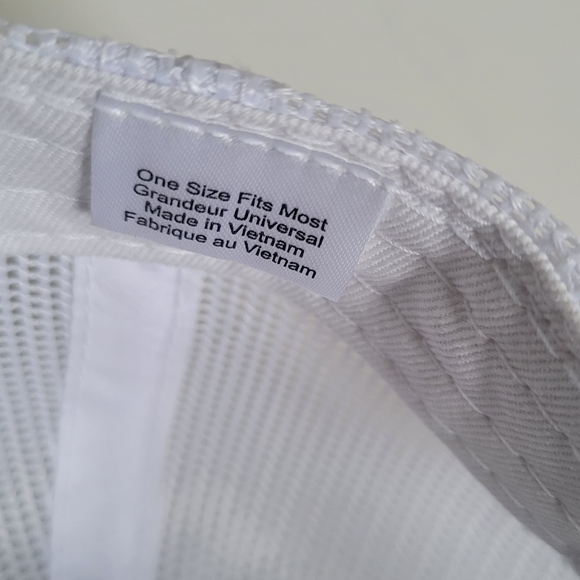 One Size Fits Most
Grandeur Universal
Made in Vietnam
Fabrique au Vietnam